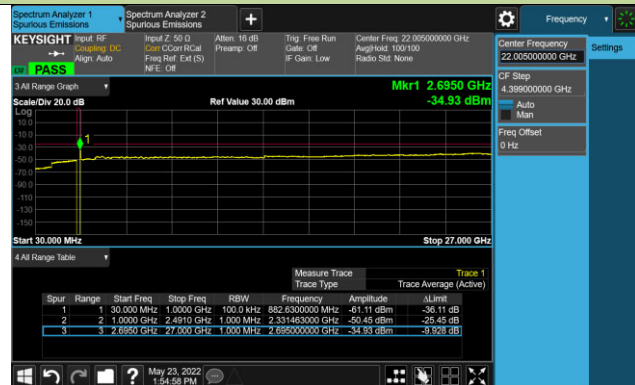 Spectrum Analyzer 1
Spurious Emissions
Spectrum Analyzer 2
Spurious Emissions
+
Frequency
KEYSIGHT
Input: RF
Coupling: DC
Align: Auto
Input Z: 50 Ω
Corr CCorr RCal
Freq Ref: Ext (S)
NFE: Off
Atten: 16 dB
Preamp: Off
Trig: Free Run
Gate: Off
IF Gain: Low
Center Freq: 22.005000000 GHz
Avg|Hold: 100/100
Radio Std: None
PASS
Center Frequency
22.005000000 GHz
Settings
CF Step
4.399000000 GHz
Auto
Man
Freq Offset
0 Hz
3 All Range Graph
Mkr1 2.6950 GHz
Scale/Div 20.0 dB
Ref Value 30.00 dBm
-34.93 dBm
Log
10.0
-10.0
-30.0
-50.0
-70.0
-90.0
-110
-130
-150
1
Start 30.000 MHz
Stop 27.000 GHz
4 All Range Table
Measure Trace Trace 1
Trace Type Trace Average (Active)
Spur Range Start Freq Stop Freq RBW Frequency Amplitude ΔLimit
1 1 30.000 MHz 1.0000 GHz 100.0 kHz 882.6300000 MHz -61.11 dBm -36.11 dB
2 2 1.0000 GHz 2.4910 GHz 1.000 MHz 2.331463000 GHz -50.45 dBm -25.45 dB
3 3 2.6950 GHz 27.000 GHz 1.000 MHz 2.695000000 GHz -34.93 dBm -9.928 dB
?
May 23, 2022
1:54:58 PM